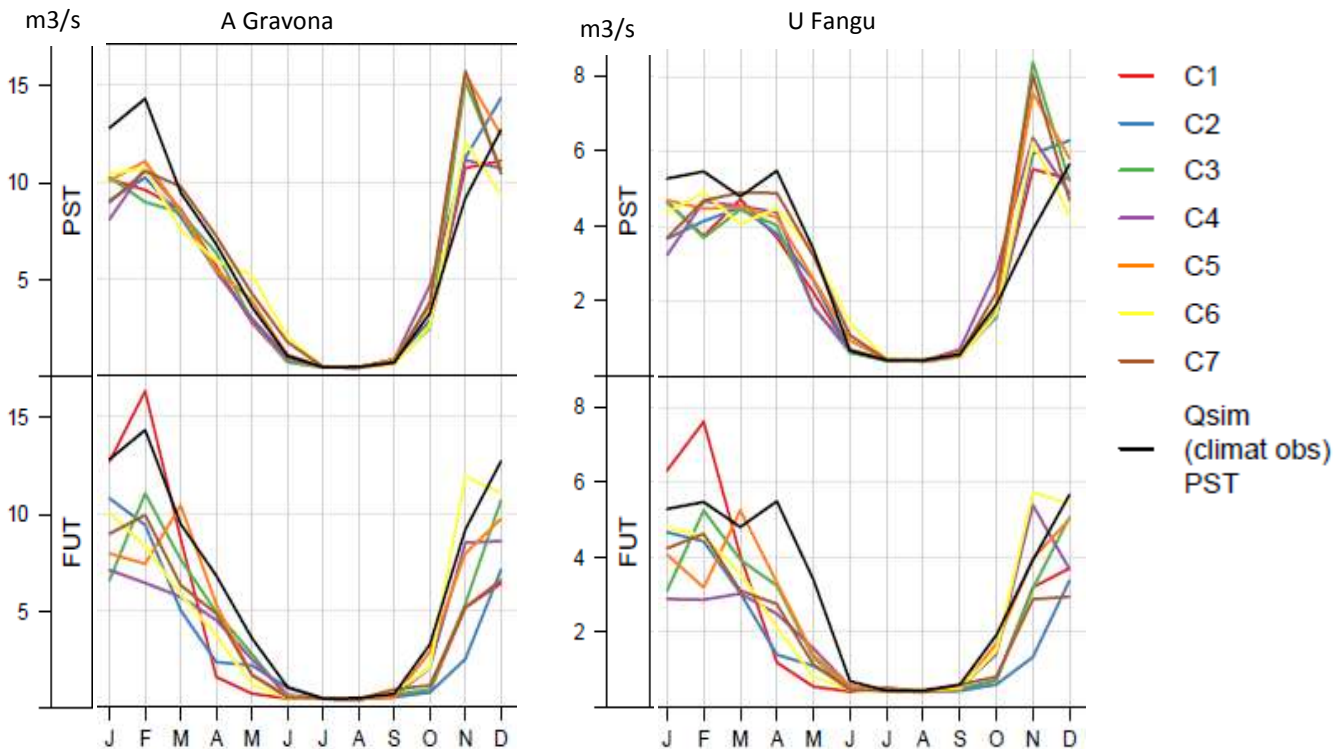 m3/s
A Gravona
m3/s
U Fangu
15
10
5
PST
8
6
4
2
PST
15
10
5
FUT
8
6
4
2
FUT
J F M A M J J A S O N D
J F M A M J J A S O N D
C1
C2
C3
C4
C5
C6
C7
Qsim
(climat obs)
PST